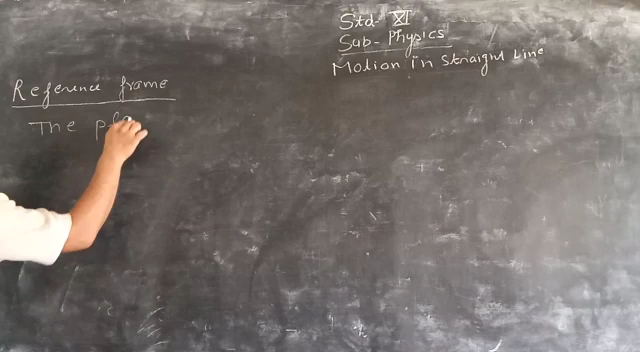 Std- XI
Sub- Physics
Motion In Straight Line
Reference frame
The